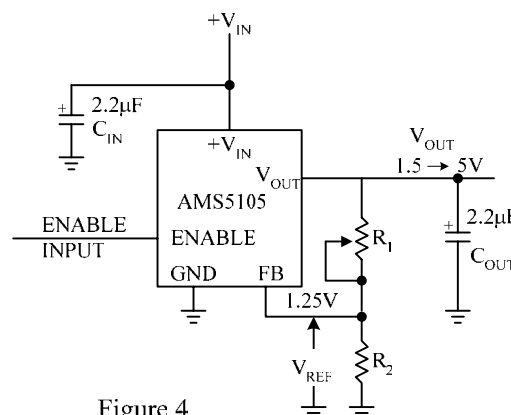 +V_IN
2.2μF
C_IN
+V_IN
V_OUT
V_OUT
1.5 → 5V
AMS5105
ENABLE
INPUT
ENABLE
R_1
2.2μF
C_OUT
GND
FB
1.25V
V_REF
R_2
Figure 4